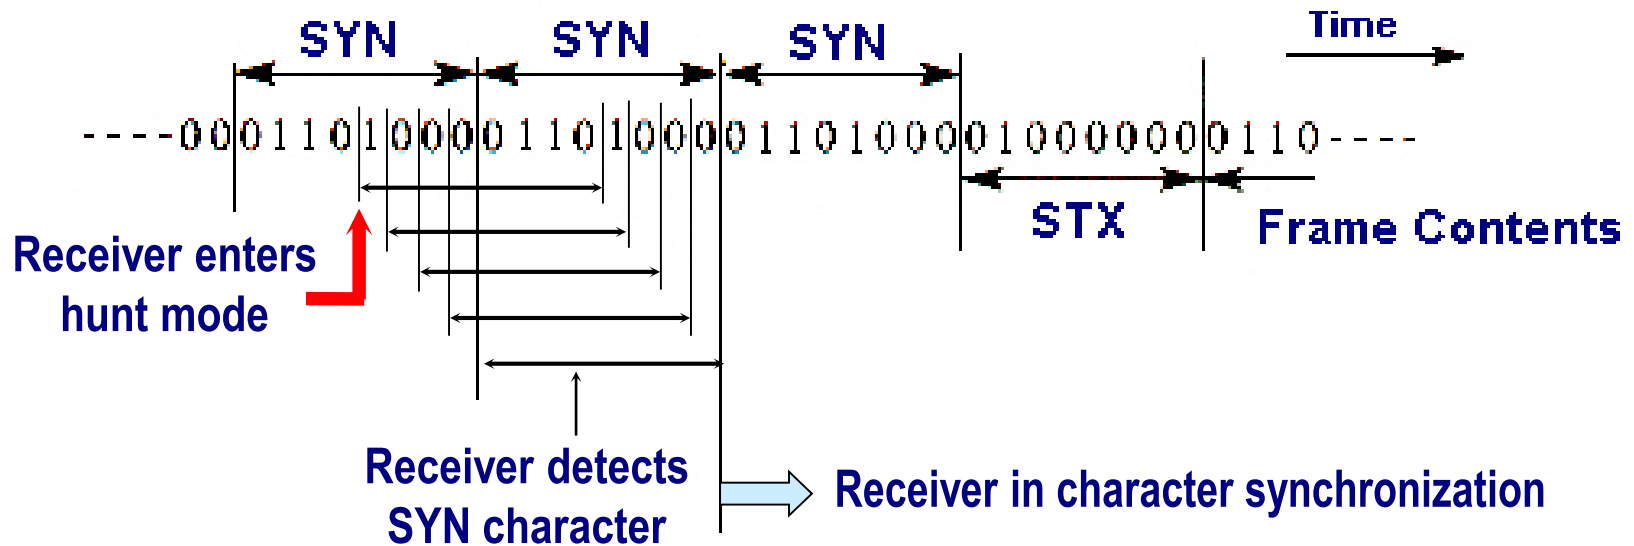 SYN SYN SYN Time
----00011010000110100001101000010000000110----
STX Frame Contents
Receiver enters
hunt mode
Receiver detects
SYN character
Receiver in character synchronization